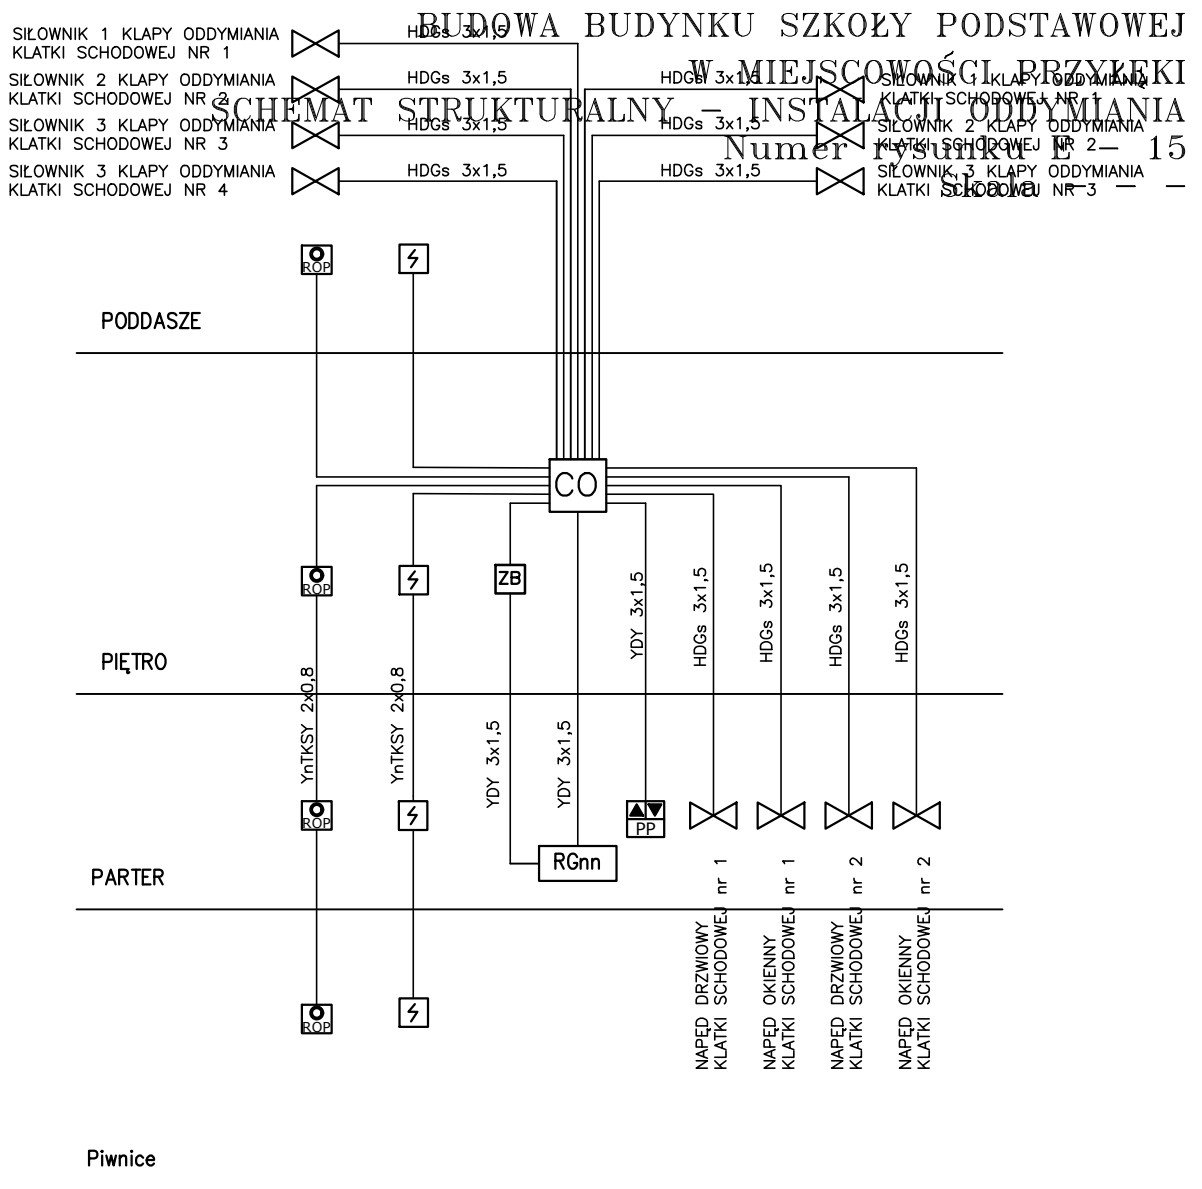 BUDOWA BUDYNKU SZKOŁY PODSTAWOWEJ
W MIEJSCOWOŚCI PRZYŁĘKI
SCHEMAT STRUKTURALNY – INSTALACJI ODDYMIANIA
Numer rysunku E – 15
Skala – – –
SIŁOWNIK 1 KLAPY ODDYMIANIA
KLATKI SCHODOWEJ NR 1
HDGs 3x1,5
SIŁOWNIK 2 KLAPY ODDYMIANIA
KLATKI SCHODOWEJ NR 2
HDGs 3x1,5
SIŁOWNIK 3 KLAPY ODDYMIANIA
KLATKI SCHODOWEJ NR 3
HDGs 3x1,5
SIŁOWNIK 3 KLAPY ODDYMIANIA
KLATKI SCHODOWEJ NR 4
HDGs 3x1,5
HDGs 3x1,5
SIŁOWNIK 1 KLAPY ODDYMIANIA
KLATKI SCHODOWEJ NR 1
HDGs 3x1,5
SIŁOWNIK 2 KLAPY ODDYMIANIA
KLATKI SCHODOWEJ NR 2
HDGs 3x1,5
SIŁOWNIK 3 KLAPY ODDYMIANIA
KLATKI SCHODOWEJ NR 3
ROP
PODDASZE
CO
ROP
ZB
YDY 3x1,5
HDGs 3x1,5
HDGs 3x1,5
HDGs 3x1,5
HDGs 3x1,5
PIĘTRO
YnTKSY 2x0,8
YnTKSY 2x0,8
YDY 3x1,5
YDY 3x1,5
ROP
PP
RGnn
PARTER
NAPĘD DRZWIOWY
KLATKI SCHODOWEJ nr 1
NAPĘD OKIENNY
KLATKI SCHODOWEJ nr 1
NAPĘD DRZWIOWY
KLATKI SCHODOWEJ nr 2
NAPĘD OKIENNY
KLATKI SCHODOWEJ nr 2
ROP
Piwnice